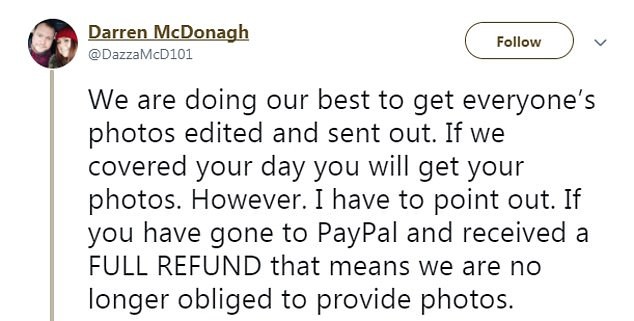 Darren McDonagh
@DazzaMcD101
Follow
We are doing our best to get everyone’s
photos edited and sent out. If we
covered your day you will get your
photos. However. I have to point out. If
you have gone to PayPal and received a
FULL REFUND that means we are no
longer obliged to provide photos.